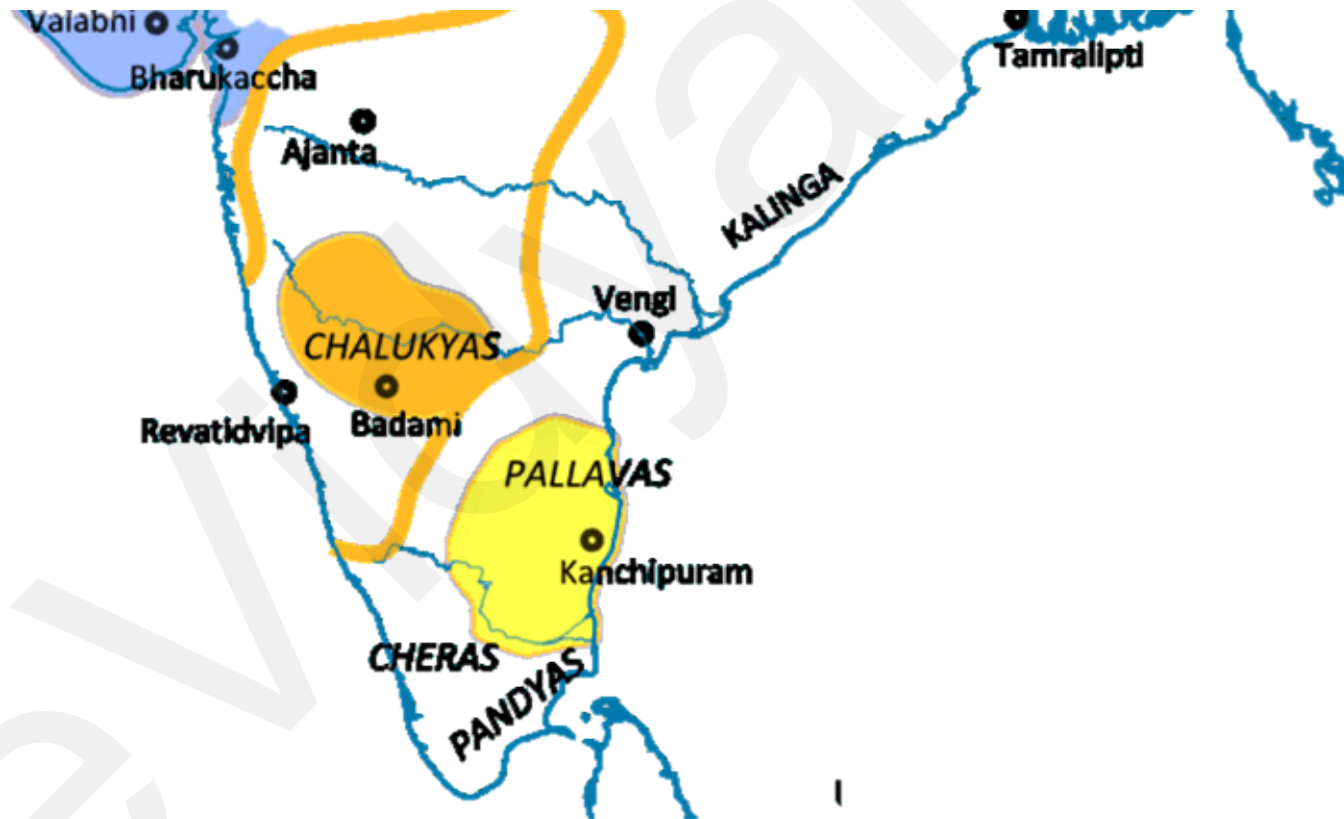 Valabhi
Tamralipti
Bharukaccha
Ajanta
KALINGA
Vengi
CHALUKYAS
Badami
Revatidvipa
PALLAVAS
Kanchipuram
CHERAS
PANDYAS